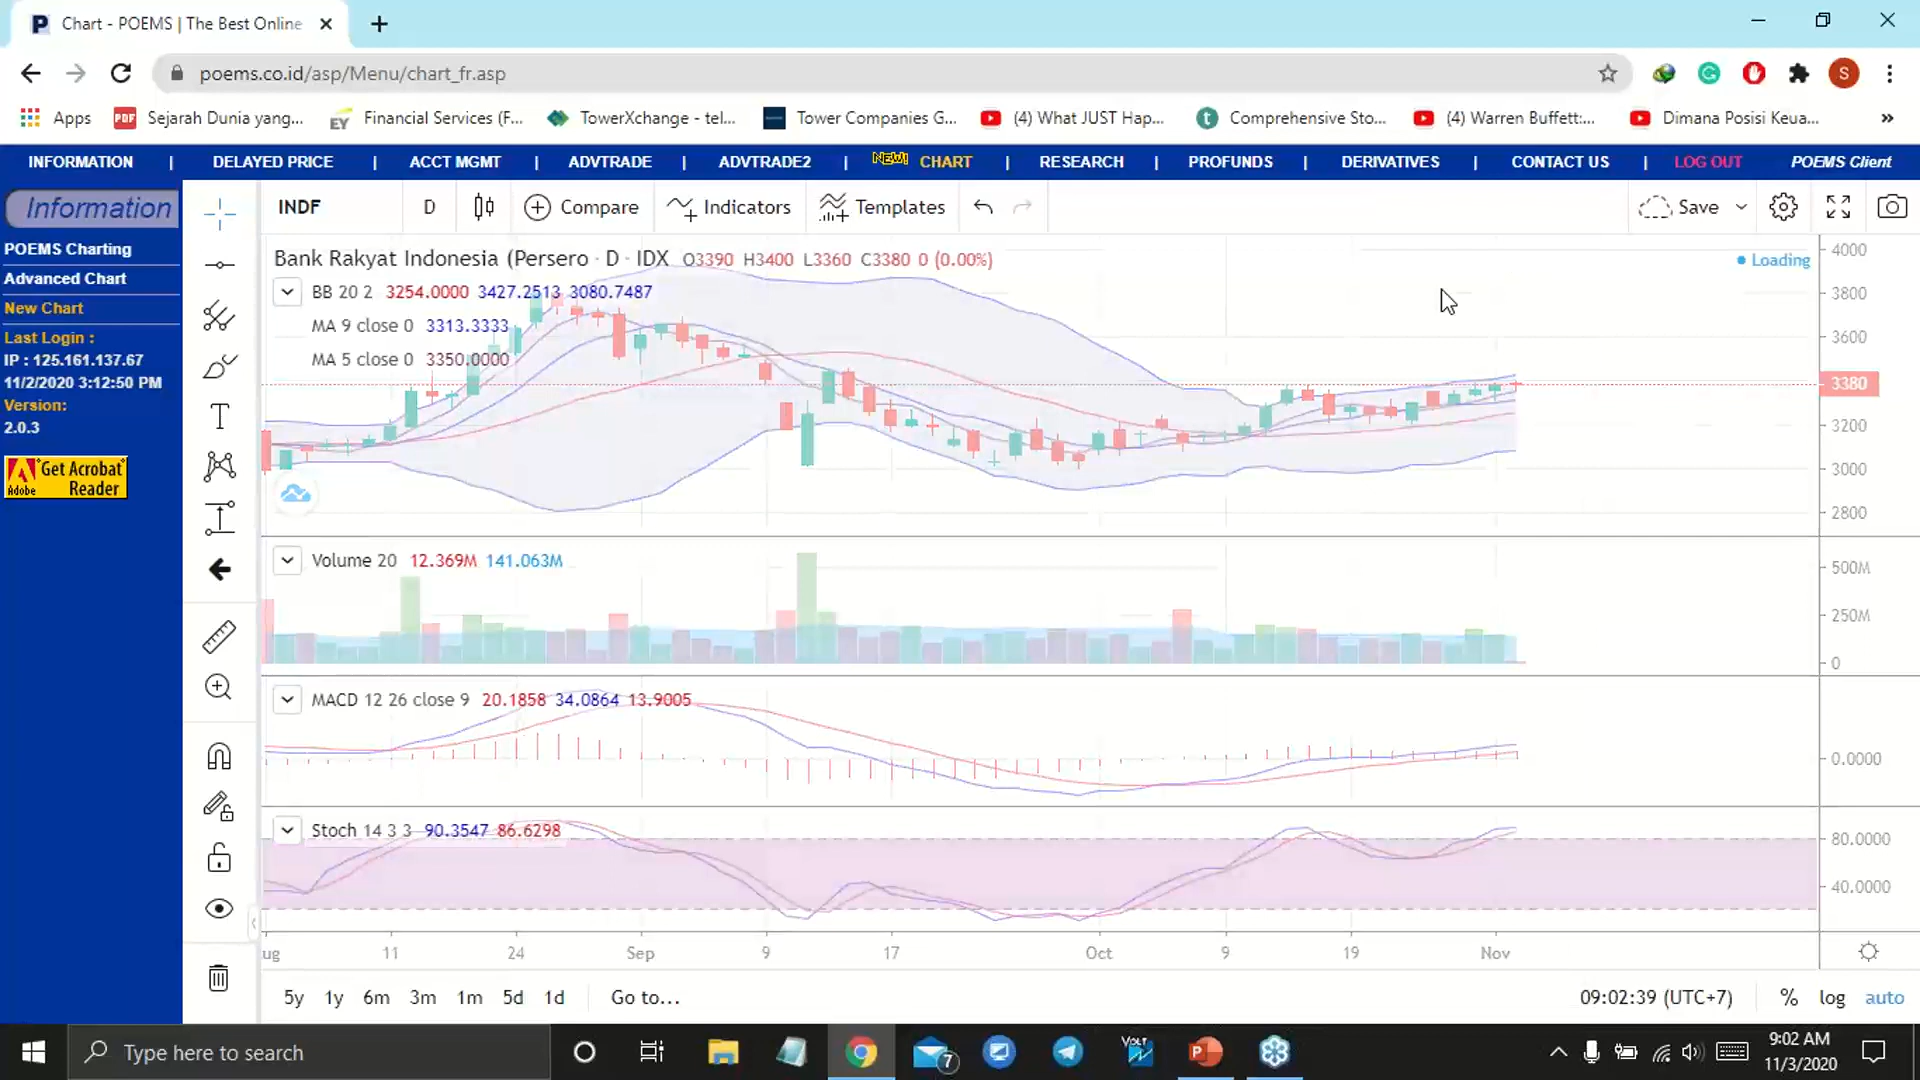 Chart - POEMS | The Best Online
poems.co.id/asp/Menu/chart_fr.asp
S
Apps
PDF Sejarah Dunia yang...
EY Financial Services (F...
TowerXchange - tel...
Tower Companies G...
(4) What JUST Hap...
Comprehensive Sto...
(4) Warren Buffett:...
Dimana Posisi Keua...
»
INFORMATION | DELAYED PRICE | ACCT MGMT | ADVTRADE | ADVTRADE2 | NEW! CHART | RESEARCH | PROFUNDS | DERIVATIVES | CONTACT US | LOG OUT POEMS Client
Information
POEMS Charting
Advanced Chart
New Chart
Last Login :
IP : 125.161.137.67
11/2/2020 3:12:50 PM
Version:
2.0.3
Get Acrobat
Adobe Reader
INDF D Compare Indicators Templates Save
Bank Rakyat Indonesia (Persero · D · IDX O3390 H3400 L3360 C3380 0 (0.00%)
Loading
BB 20 2 3254.0000 3427.2513 3080.7487
MA 9 close 0 3313.3333
MA 5 close 0 3350.0000
4000
3800
3600
3380
3200
3000
2800
Volume 20 12.369M 141.063M
500M
250M
0
MACD 12 26 close 9 20.1858 34.0864 13.9005
0.0000
Stoch 14 3 3 90.3547 86.6298
80.0000
40.0000
ug 11 24 Sep 9 17 Oct 9 19 Nov
5y 1y 6m 3m 1m 5d 1d Go to... 09:02:39 (UTC+7) % log auto
Type here to search
7
VOLT
9:02 AM
11/3/2020